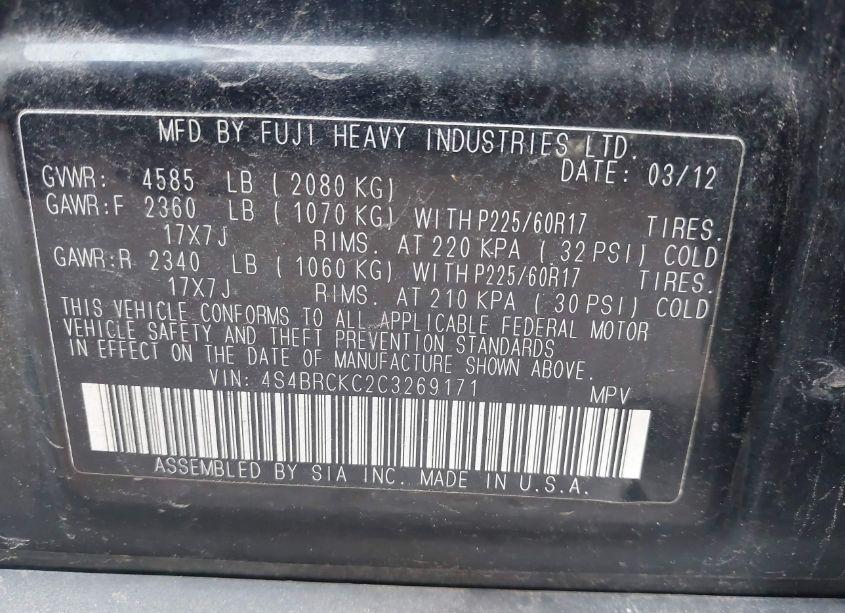 MFD BY FUJI HEAVY INDUSTRIES LTD.
DATE: 03/12
GVWR: 4585 LB ( 2080 KG)
GAWR:F 2360 LB ( 1070 KG) WITH P225/60R17 TIRES.
17X7J RIMS. AT 220 KPA ( 32 PSI) COLD
GAWR:R 2340 LB ( 1060 KG) WITH P225/60R17 TIRES.
17X7J RIMS. AT 210 KPA ( 30 PSI) COLD
THIS VEHICLE CONFORMS TO ALL APPLICABLE FEDERAL MOTOR
VEHICLE SAFETY AND THEFT PREVENTION STANDARDS
IN EFFECT ON THE DATE OF MANUFACTURE SHOWN ABOVE.
VIN: 4S4BRCKC2C3269171 MPV
ASSEMBLED BY SIA INC. MADE IN U.S.A.